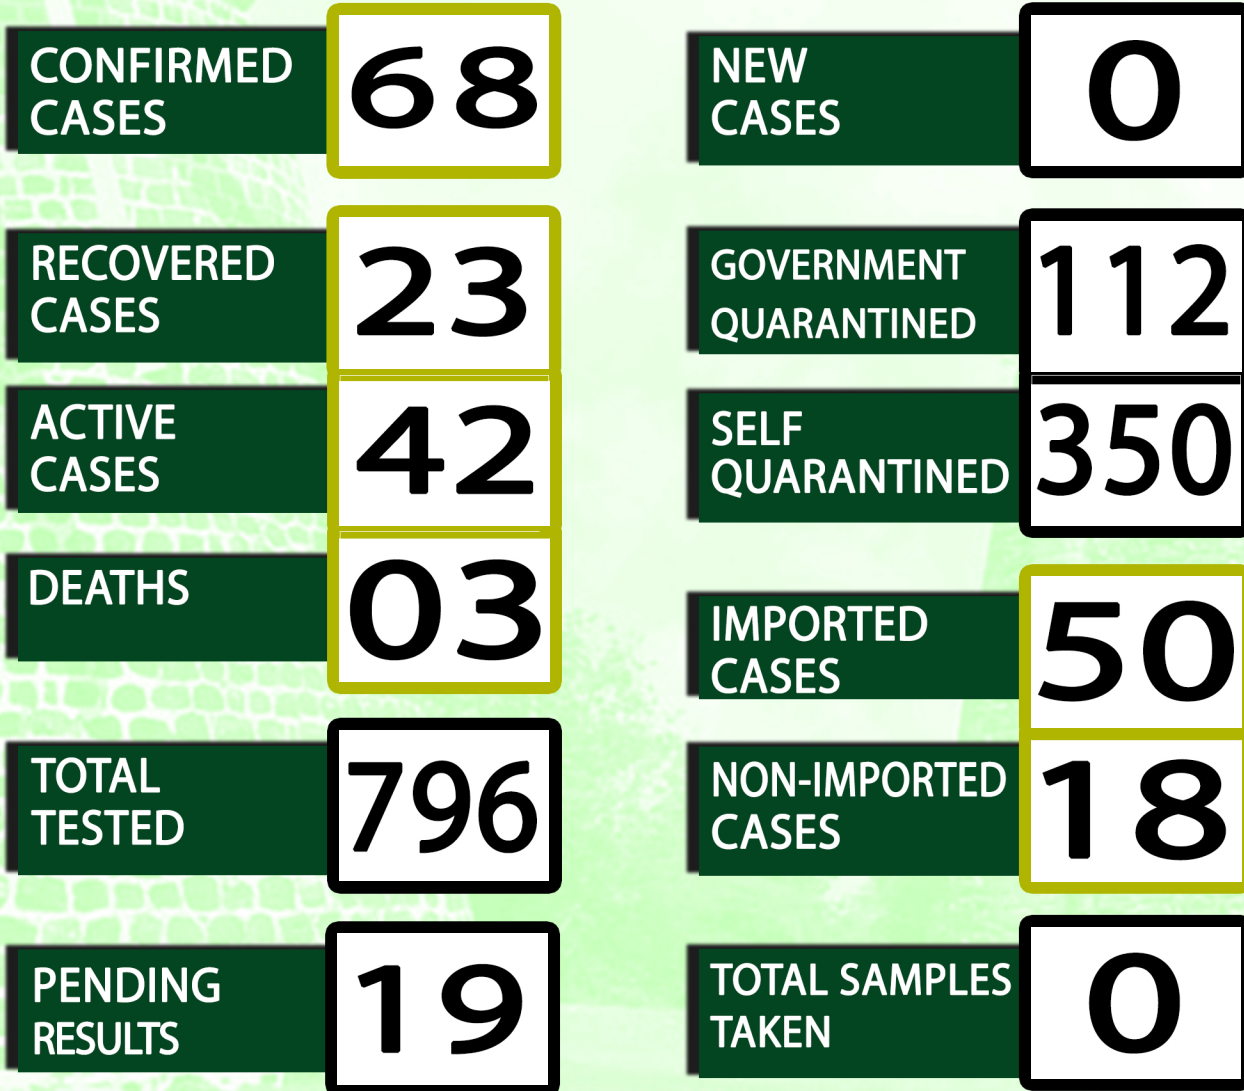 CONFIRMED
CASES
68
RECOVERED
CASES
23
ACTIVE
CASES
42
DEATHS
03
TOTAL
TESTED
796
PENDING
RESULTS
19
NEW
CASES
0
GOVERNMENT
QUARANTINED
112
SELF
QUARANTINED
350
IMPORTED
CASES
50
NON-IMPORTED
CASES
18
TOTAL SAMPLES
TAKEN
0